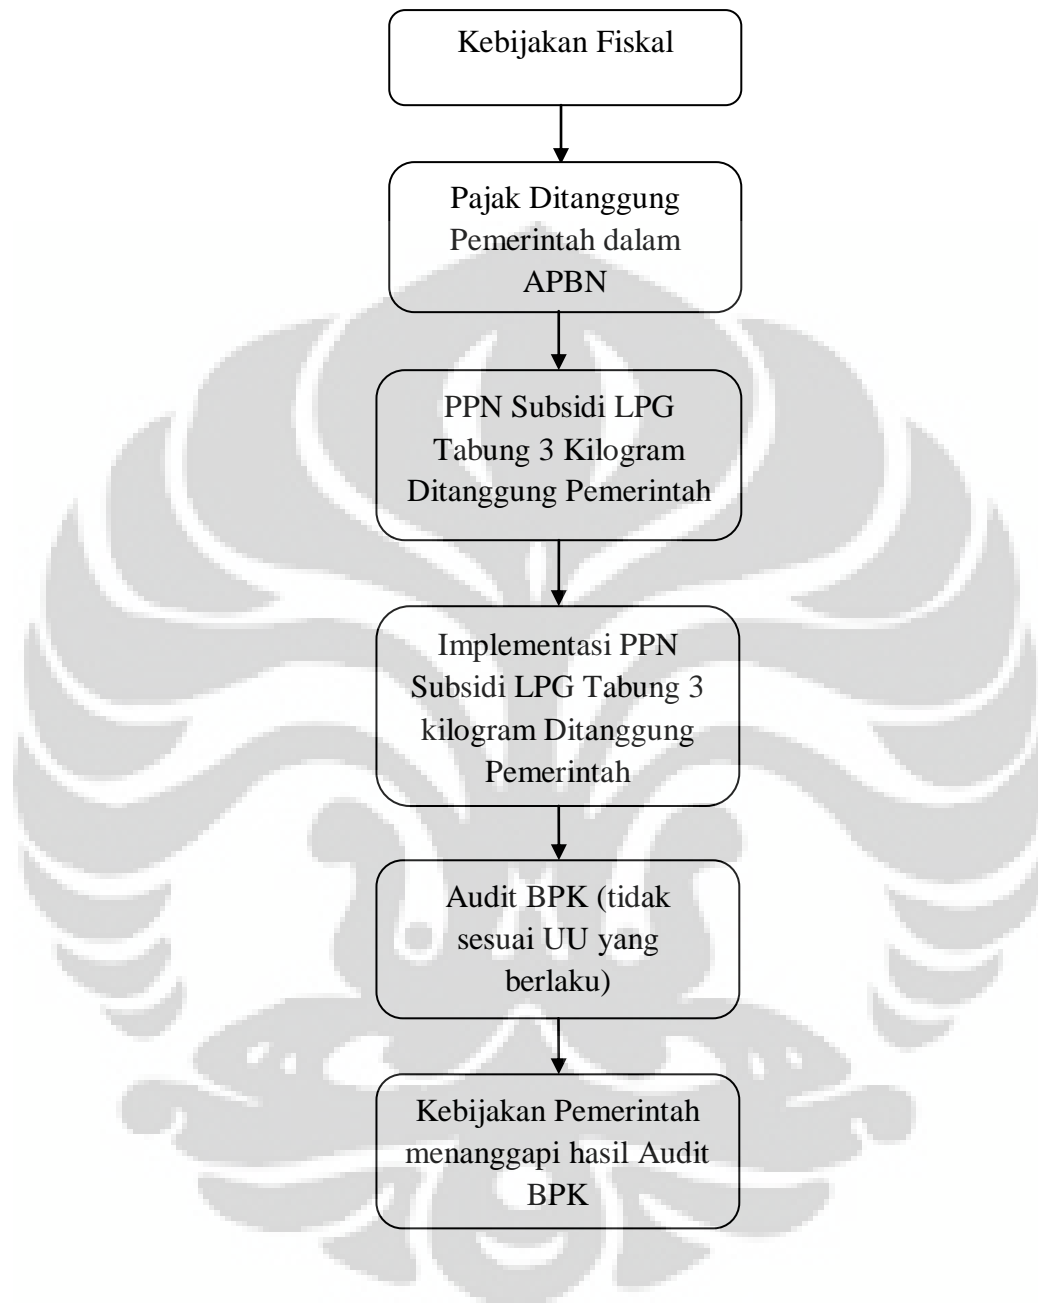 Kebijakan Fiskal
Pajak Ditanggung
Pemerintah dalam
APBN
PPN Subsidi LPG
Tabung 3 Kilogram
Ditanggung Pemerintah
Implementasi PPN
Subsidi LPG Tabung 3
kilogram Ditanggung
Pemerintah
Audit BPK (tidak
sesuai UU yang
berlaku)
Kebijakan Pemerintah
menanggapi hasil Audit
BPK